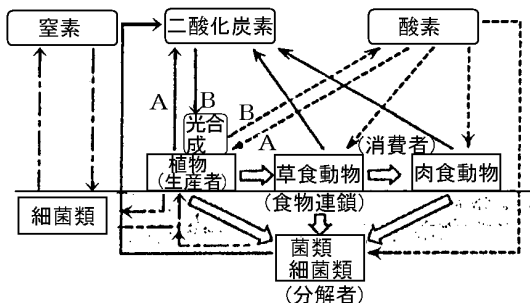 窒素
二酸化炭素
酸素
A
B
B
A
光合成
(消費者)
植物
(生産者)
草食動物
肉食動物
(食物連鎖)
細菌類
菌類
細菌類
(分解者)